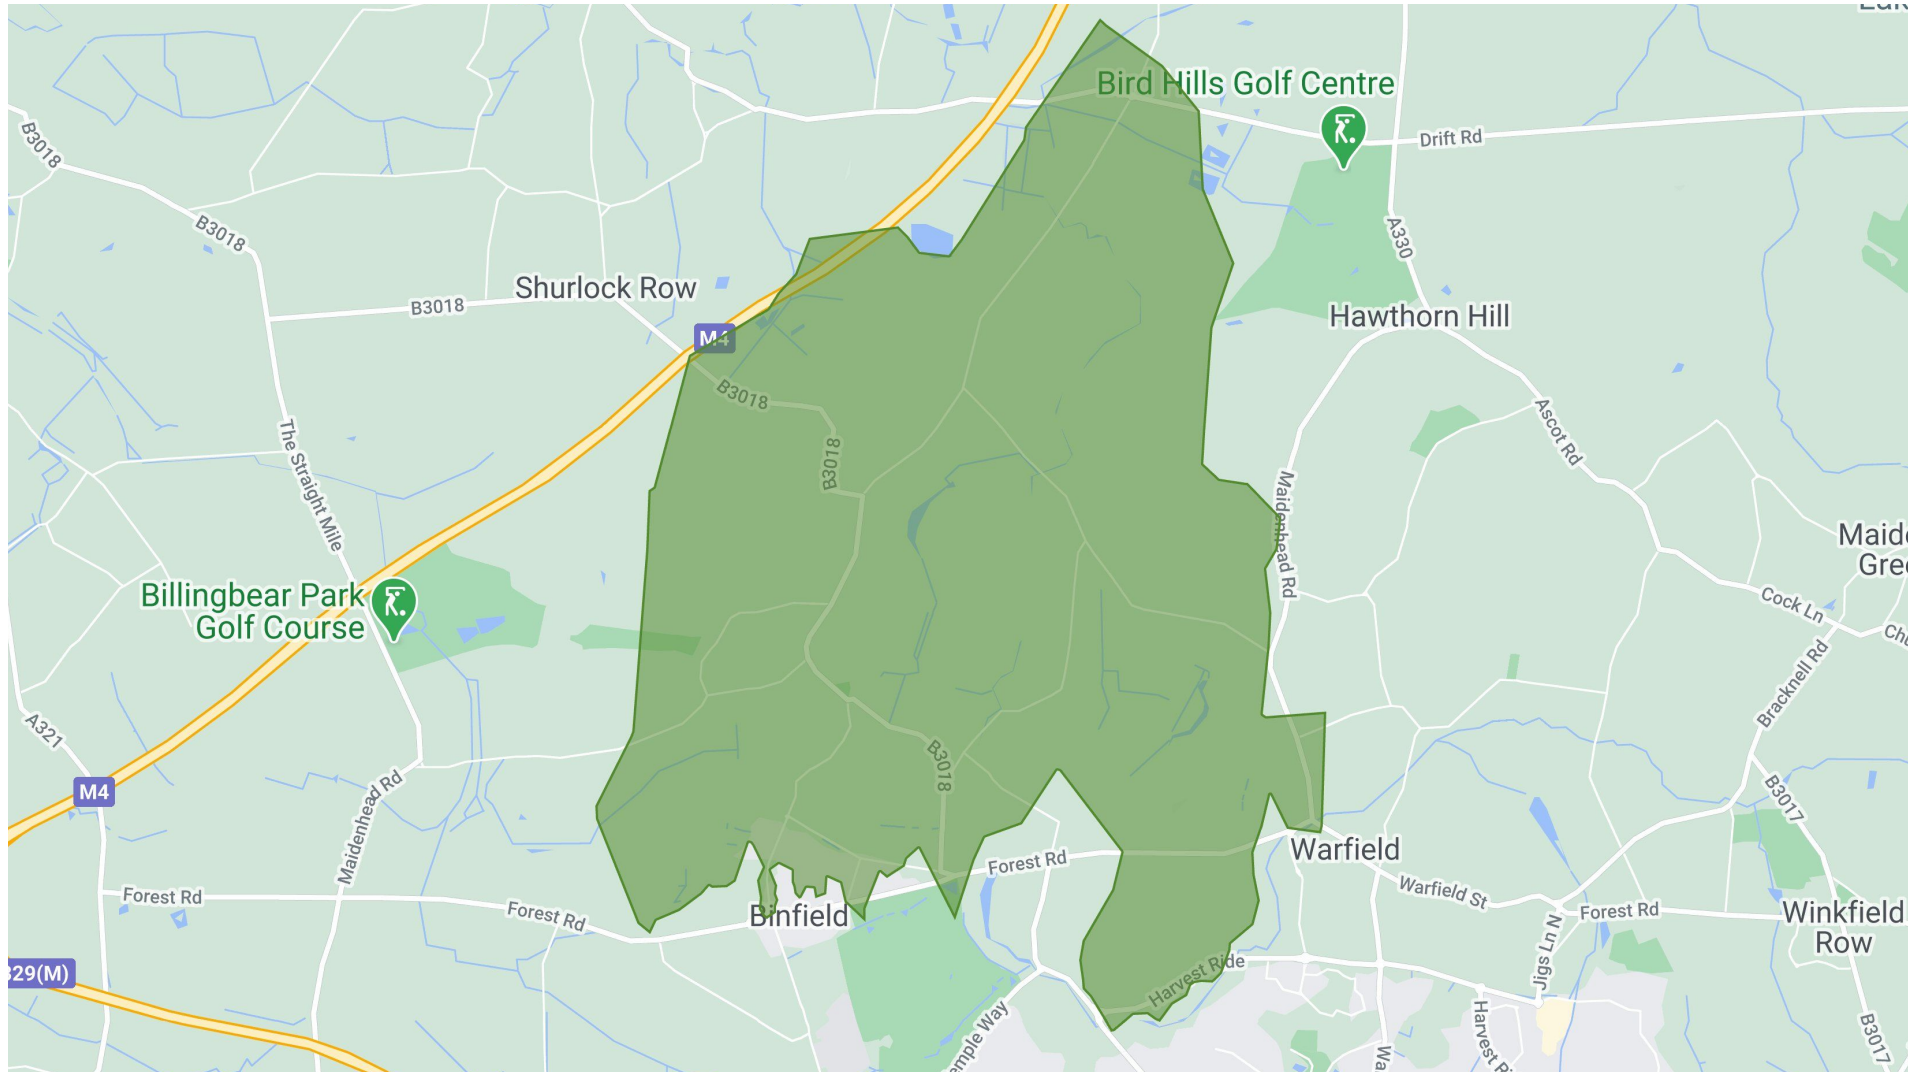 Bird Hills Golf Centre
B3018
Drift Rd
B3018
A330
Shurlock Row
B3018
Hawthorn Hill
M4
B3018
Ascot Rd
The Straight Mile
B3018
Maidenhead Rd
Billingbear Park
Golf Course
Cock Ln
Bracknell Rd
A321
B3018
M4
B3017
Maidenhead Rd
Forest Rd
Warfield
Forest Rd
Warfield St
Forest Rd
Binfield
Forest Rd
Winkfield
Row
Jigs Ln N
Harvest Ride
B3017